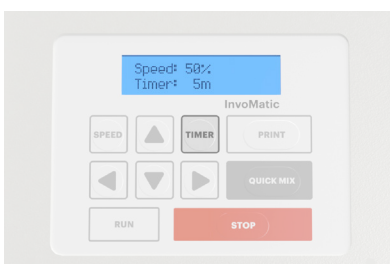 Speed: 50%
Timer: 5m
InvoMatic
SPEED
TIMER
PRINT
QUICK MIX
RUN
STOP